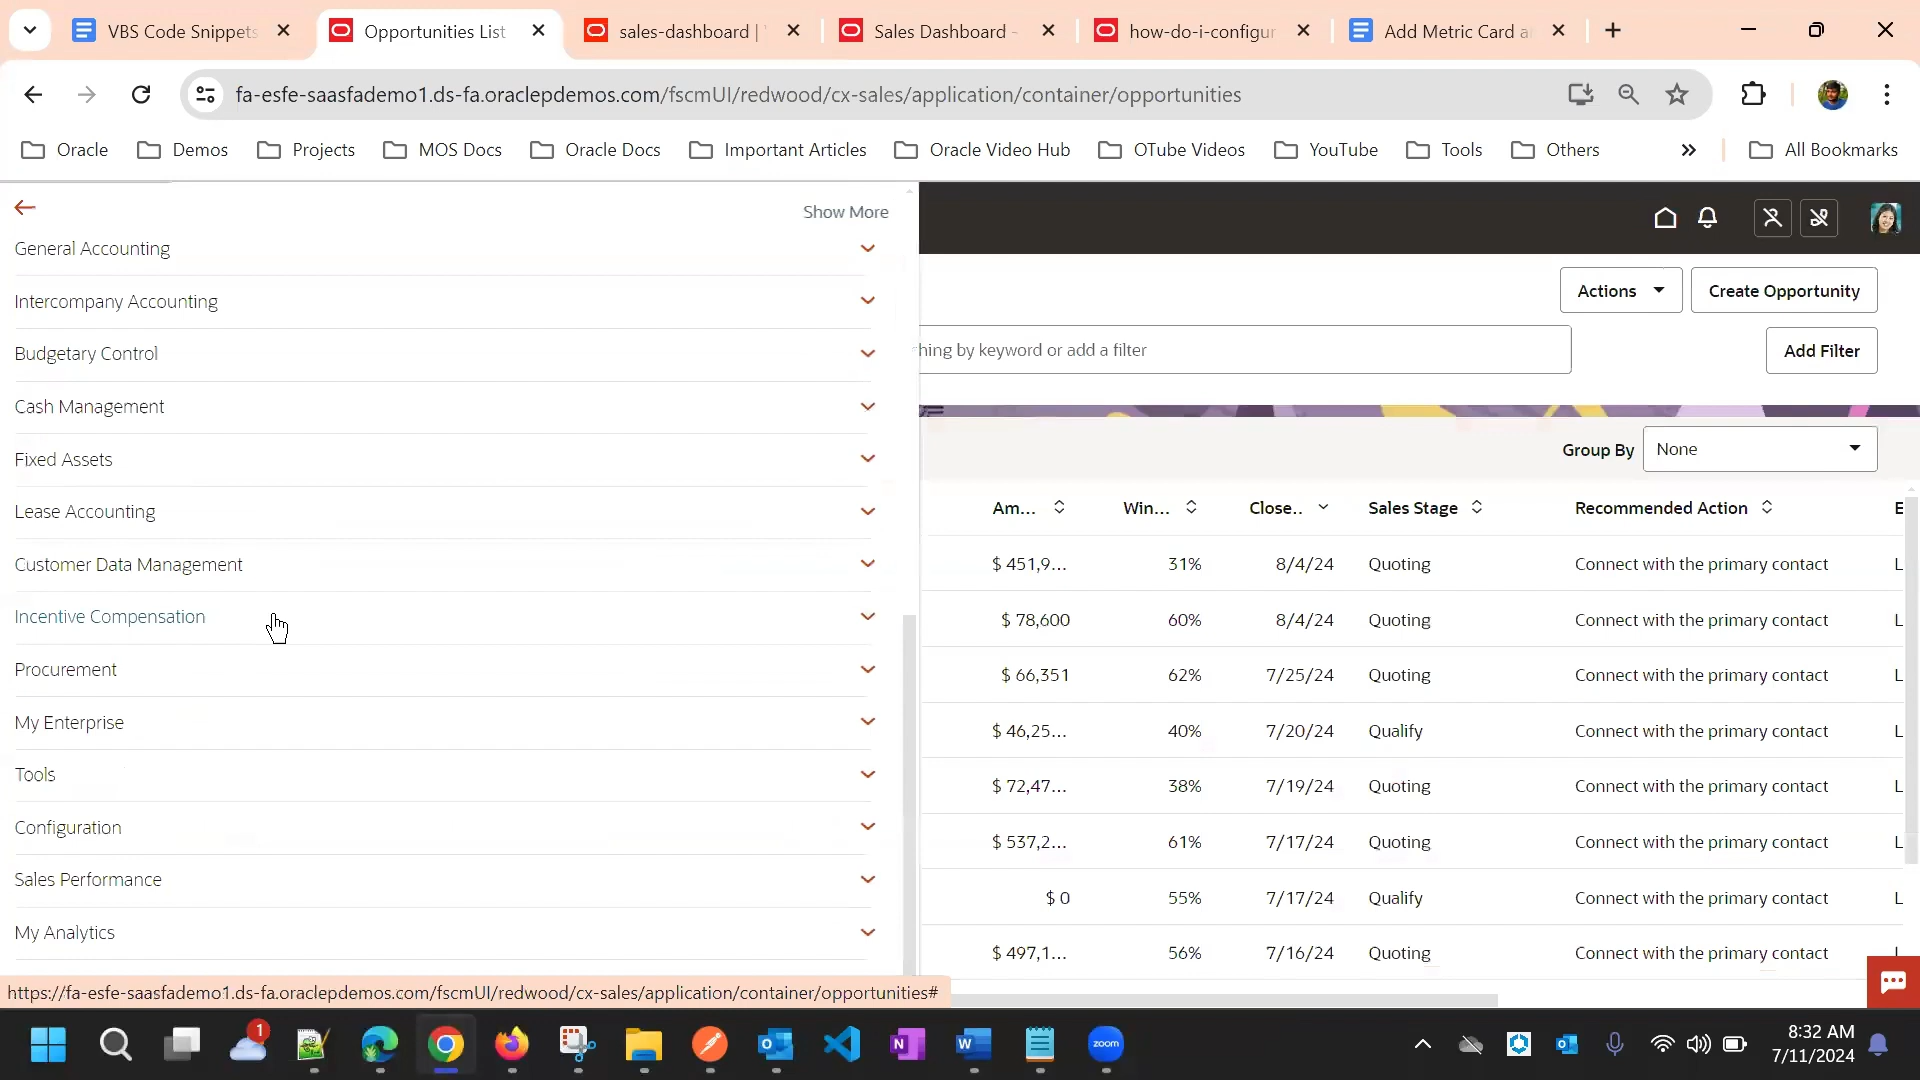 VBS Code Snippets
Opportunities List
sales-dashboard |
Sales Dashboard -
how-do-i-configur
Add Metric Card a
fa-esfe-saasfademo1.ds-fa.oraclepdemos.com/fscmUI/redwood/cx-sales/application/container/opportunities
Oracle
Demos
Projects
MOS Docs
Oracle Docs
Important Articles
Oracle Video Hub
OTube Videos
YouTube
Tools
Others
All Bookmarks
Show More
General Accounting
Intercompany Accounting
Budgetary Control
Cash Management
Fixed Assets
Lease Accounting
Customer Data Management
Incentive Compensation
Procurement
My Enterprise
Tools
Configuration
Sales Performance
My Analytics
Actions
Create Opportunity
hing by keyword or add a filter
Add Filter
Group By None
Am... Win... Close.. Sales Stage Recommended Action E
$ 451,9... 31% 8/4/24 Quoting Connect with the primary contact L
$ 78,600 60% 8/4/24 Quoting Connect with the primary contact L
$ 66,351 62% 7/25/24 Quoting Connect with the primary contact L
$ 46,25... 40% 7/20/24 Qualify Connect with the primary contact L
$ 72,47... 38% 7/19/24 Quoting Connect with the primary contact L
$ 537,2... 61% 7/17/24 Quoting Connect with the primary contact L
$ 0 55% 7/17/24 Qualify Connect with the primary contact L
$ 497,1... 56% 7/16/24 Quoting Connect with the primary contact L
https://fa-esfe-saasfademo1.ds-fa.oraclepdemos.com/fscmUI/redwood/cx-sales/application/container/opportunities#
1
zoom
8:32 AM
7/11/2024